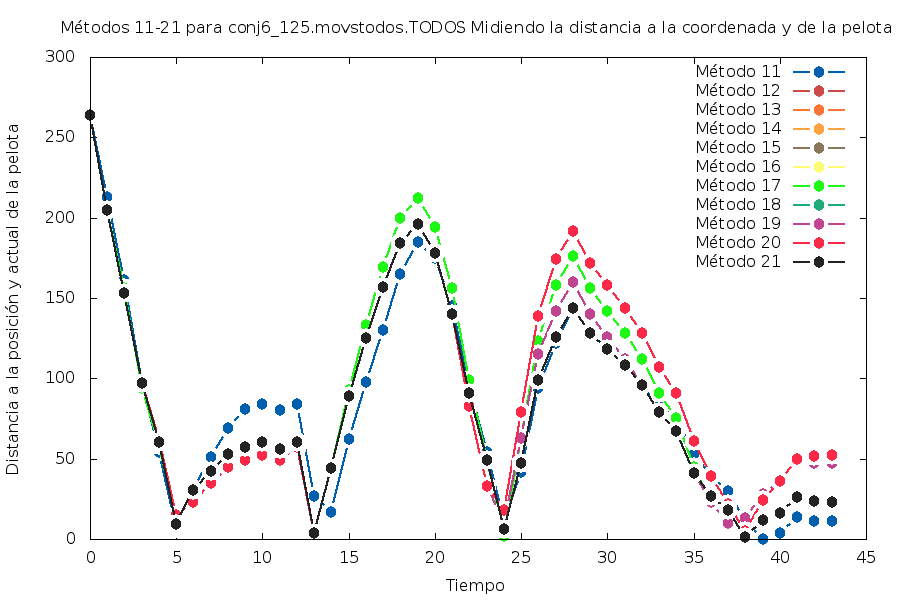 Métodos 11-21 para conj6_125.movstodos.TODOS Midiendo la distancia a la coordenada y de la pelota
Distancia a la posición y actual de la pelota
300
250
200
150
100
50
0
Método 11
Método 12
Método 13
Método 14
Método 15
Método 16
Método 17
Método 18
Método 19
Método 20
Método 21
0 5 10 15 20 25 30 35 40 45
Tiempo